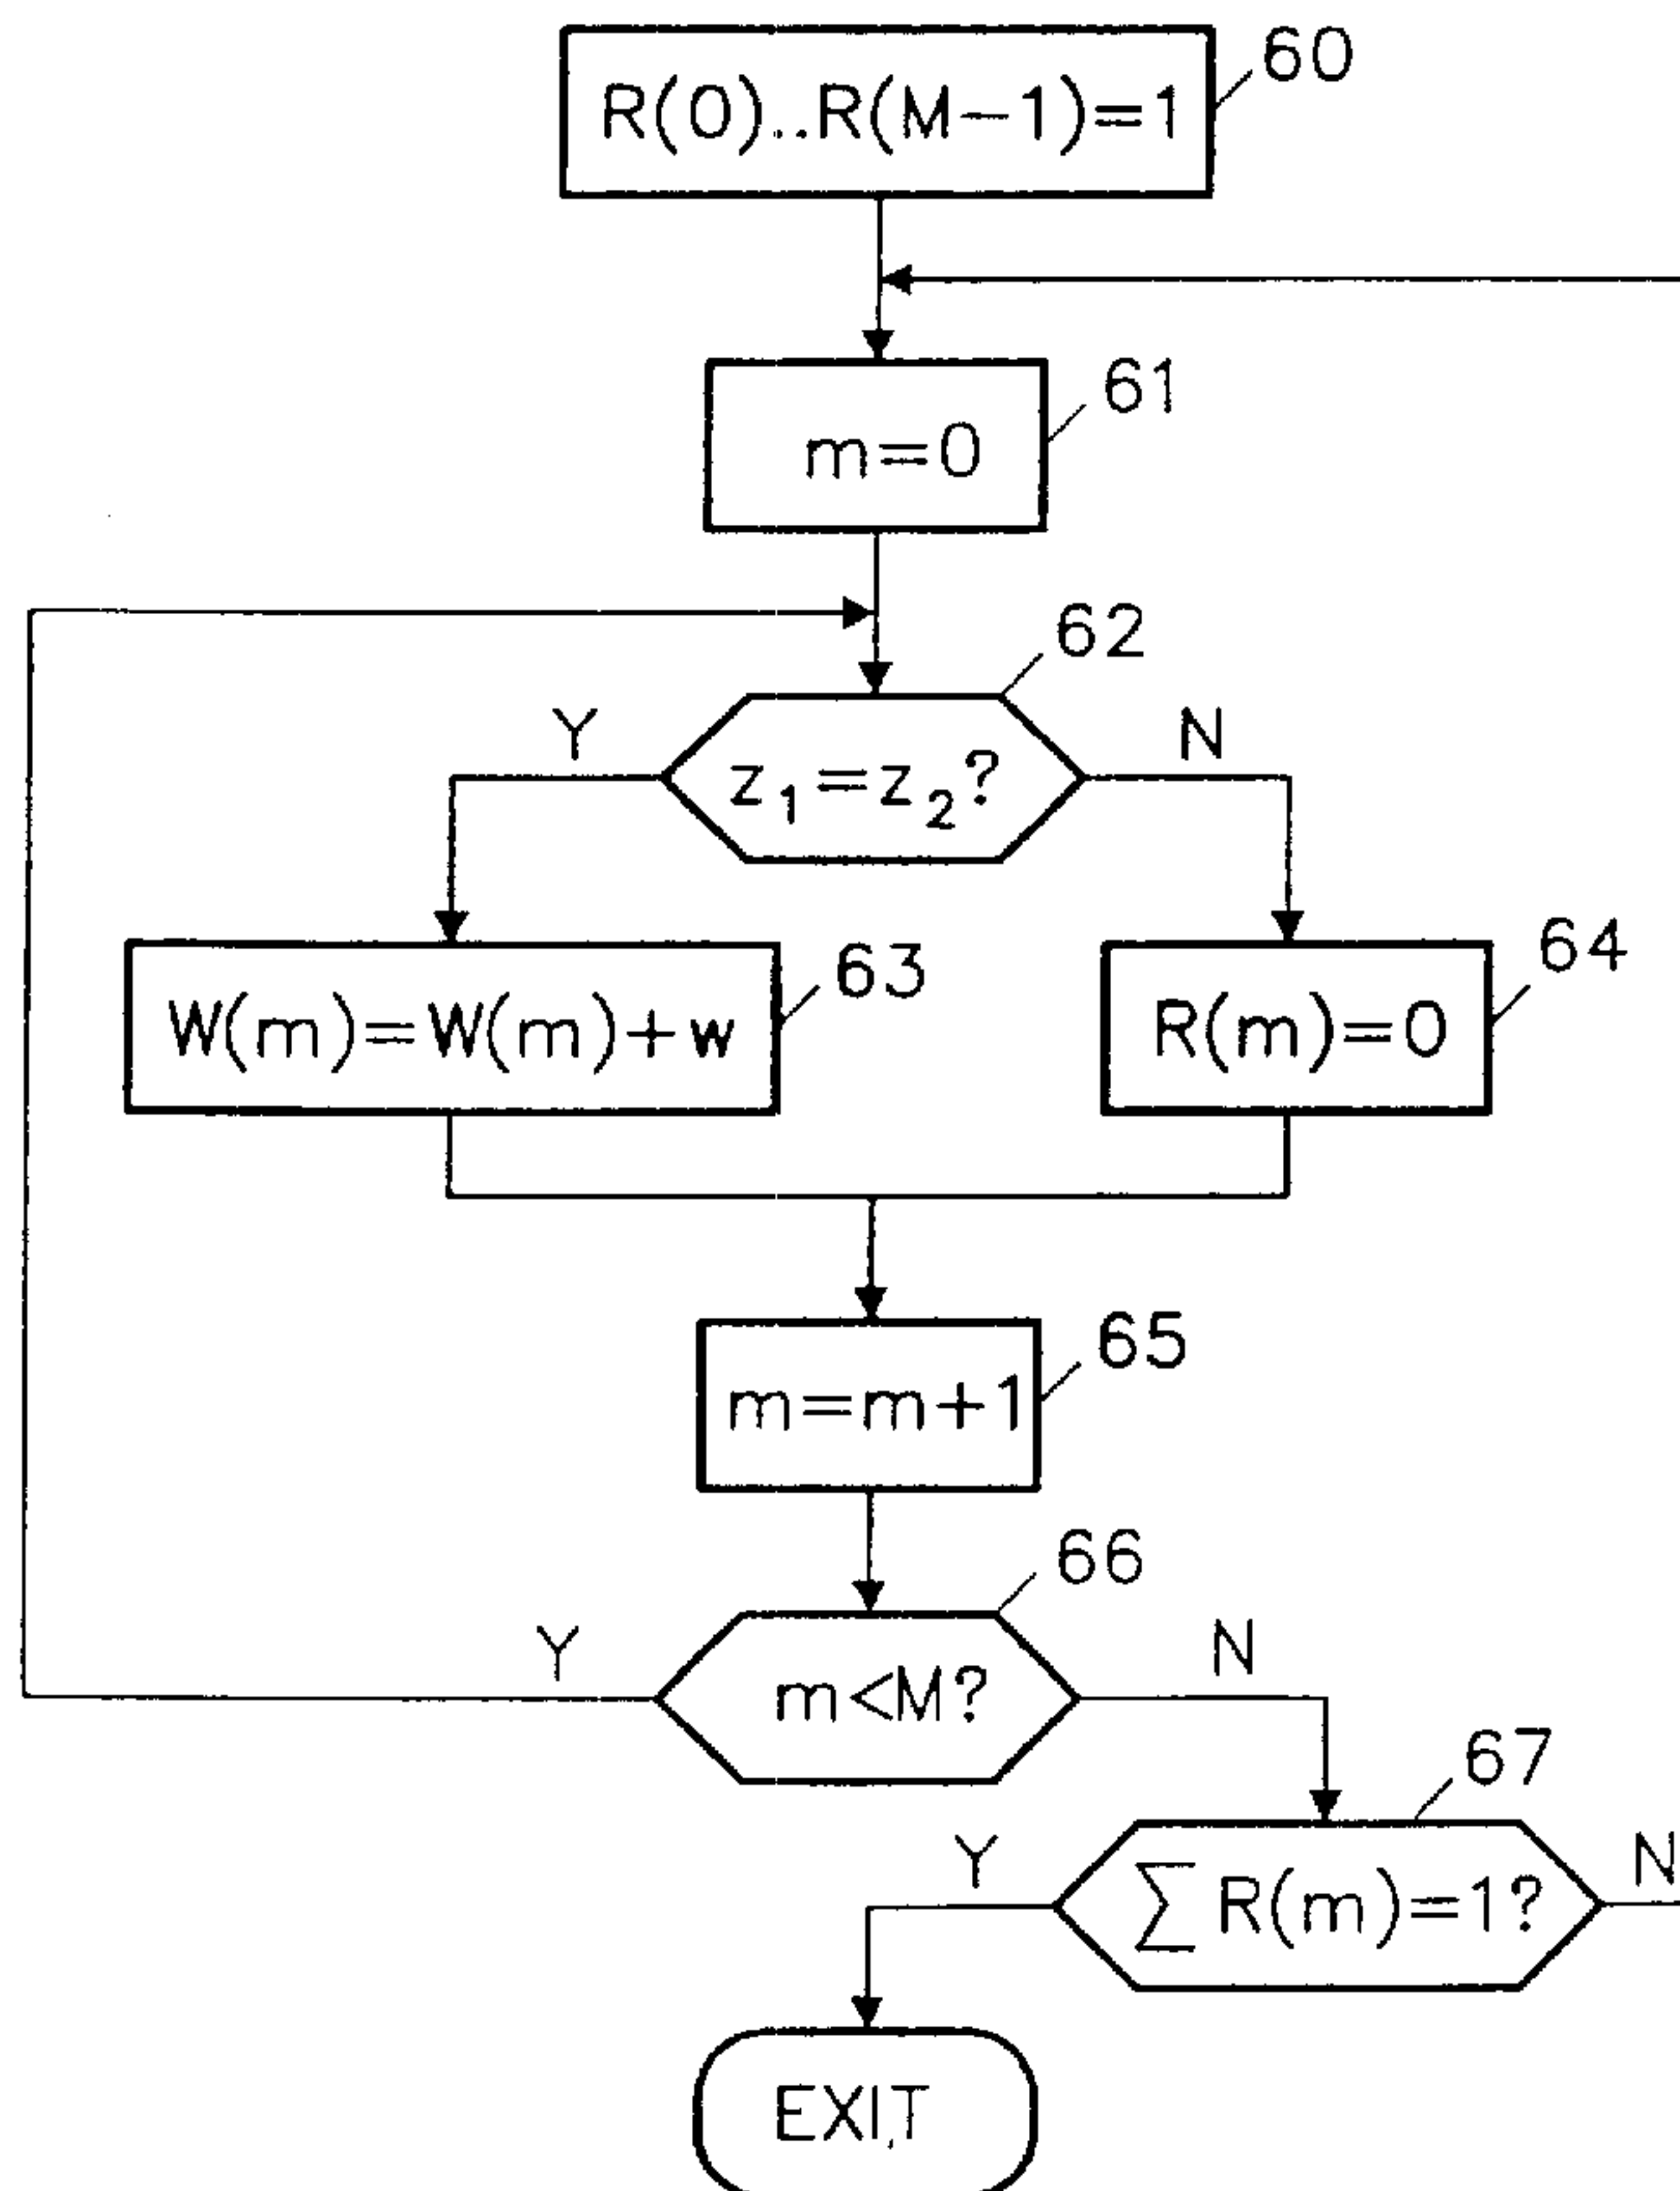 60
R(0)..R(M−1)=1
61
m=0
62
Y
N
z₁=z₂?
63
64
W(m)=W(m)+w
R(m)=0
65
m=m+1
66
Y
N
m<M?
67
Y
N
∑R(m)=1?
EXIT